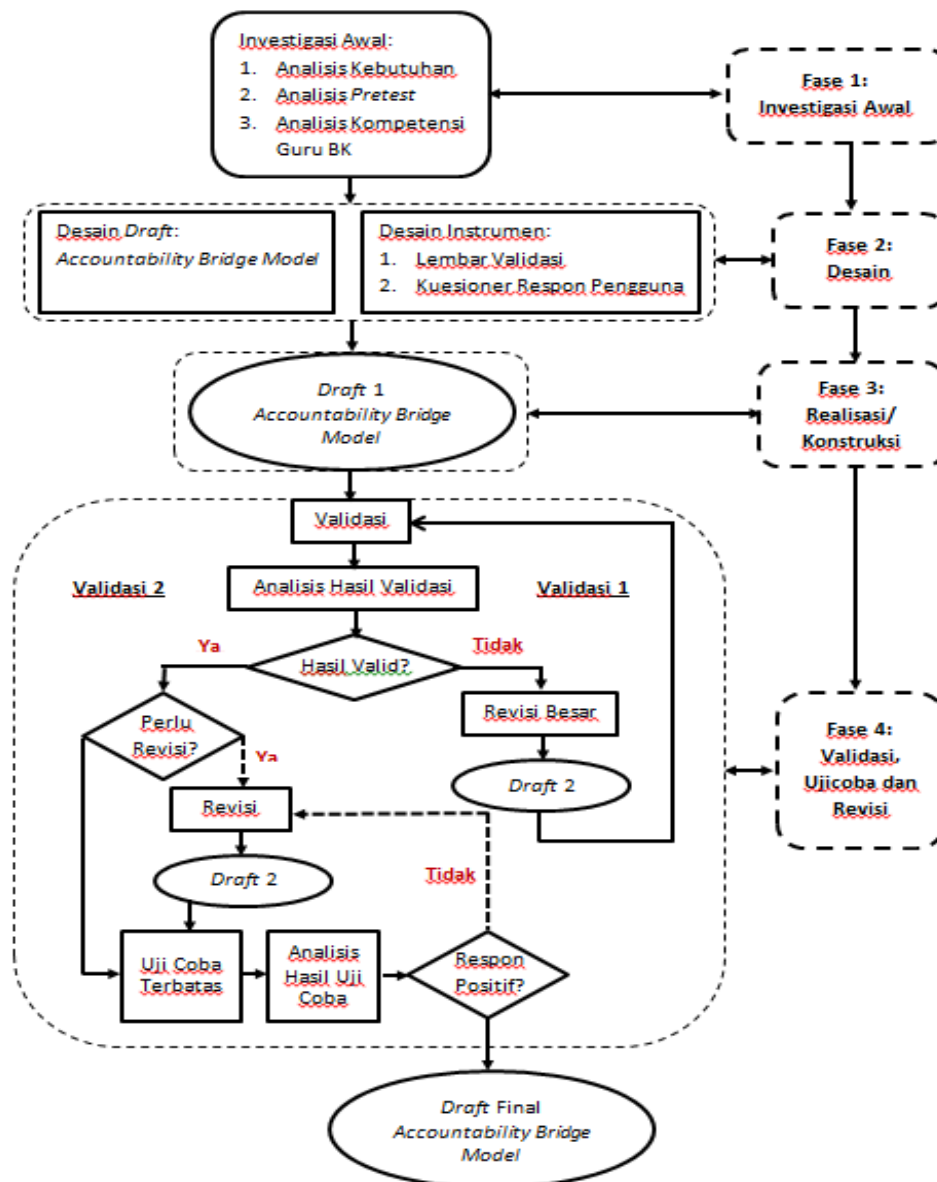 Investigasi Awal:
1. Analisis Kebutuhan
2. Analisis Pretest
3. Analisis Kompetensi
Guru BK
Fase 1:
Investigasi Awal
Desain Draft:
Accountability Bridge Model
Desain Instrumen:
1. Lembar Validasi
2. Kuesioner Respon Pengguna
Fase 2:
Desain
Draft 1
Accountability Bridge
Model
Fase 3:
Realisasi/
Konstruksi
Validasi
Validasi 2
Analisis Hasil Validasi
Validasi 1
Ya
Hasil Valid?
Tidak
Perlu
Revisi?
Ya
Revisi Besar
Draft 2
Fase 4:
Validasi,
Ujicoba dan
Revisi
Revisi
Draft 2
Tidak
Uji Coba
Terbatas
Analisis
Hasil Uji
Coba
Respon
Positif?
Draft Final
Accountability Bridge
Model